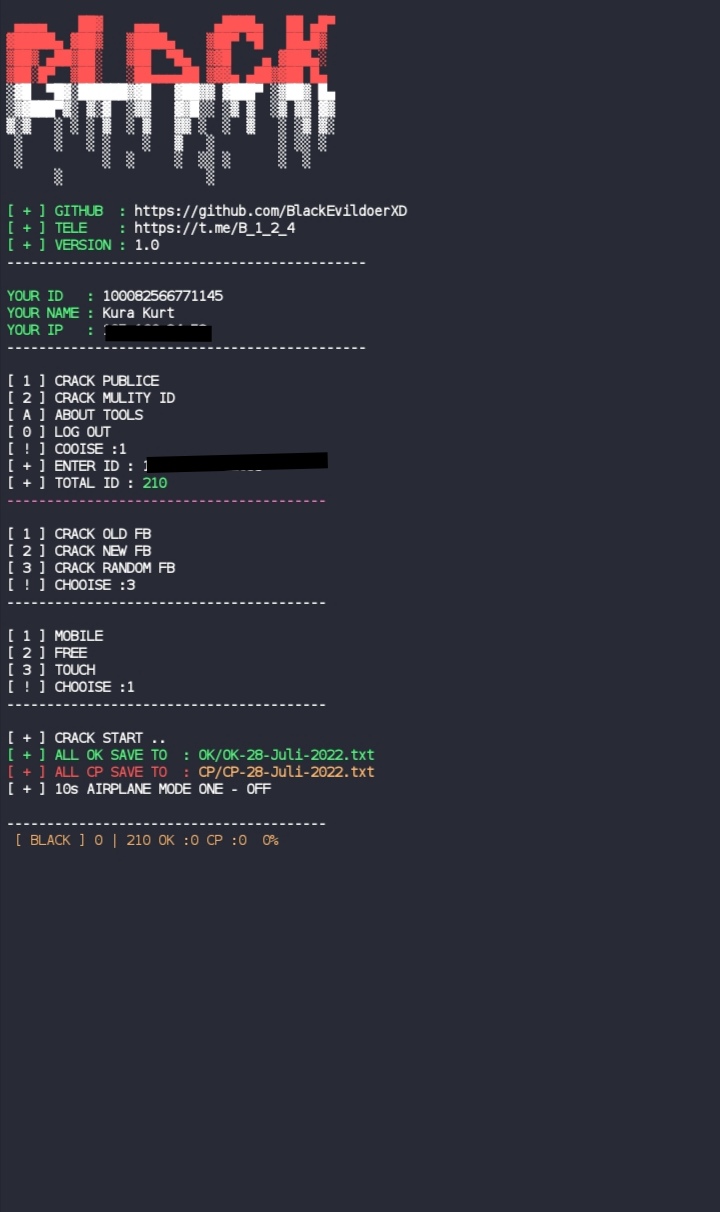 BLACK
[ + ] GITHUB : https://github.com/BlackEvildoerXD
[ + ] TELE : https://t.me/B_1_2_4
[ + ] VERSION : 1.0
---------------------------------------------
YOUR ID : 100082566771145
YOUR NAME : Kura Kurt
YOUR IP :
---------------------------------------------
[ 1 ] CRACK PUBLICE
[ 2 ] CRACK MULITY ID
[ A ] ABOUT TOOLS
[ 0 ] LOG OUT
[ ! ] COOISE :1
[ + ] ENTER ID : 1
[ + ] TOTAL ID : 210
----------------------------------------
[ 1 ] CRACK OLD FB
[ 2 ] CRACK NEW FB
[ 3 ] CRACK RANDOM FB
[ ! ] CHOOISE :3
----------------------------------------
[ 1 ] MOBILE
[ 2 ] FREE
[ 3 ] TOUCH
[ ! ] CHOOISE :1
----------------------------------------
[ + ] CRACK START ..
[ + ] ALL OK SAVE TO : OK/OK-28-Juli-2022.txt
[ + ] ALL CP SAVE TO : CP/CP-28-Juli-2022.txt
[ + ] 10s AIRPLANE MODE ONE - OFF
----------------------------------------
[ BLACK ] 0 | 210 OK :0 CP :0 0%